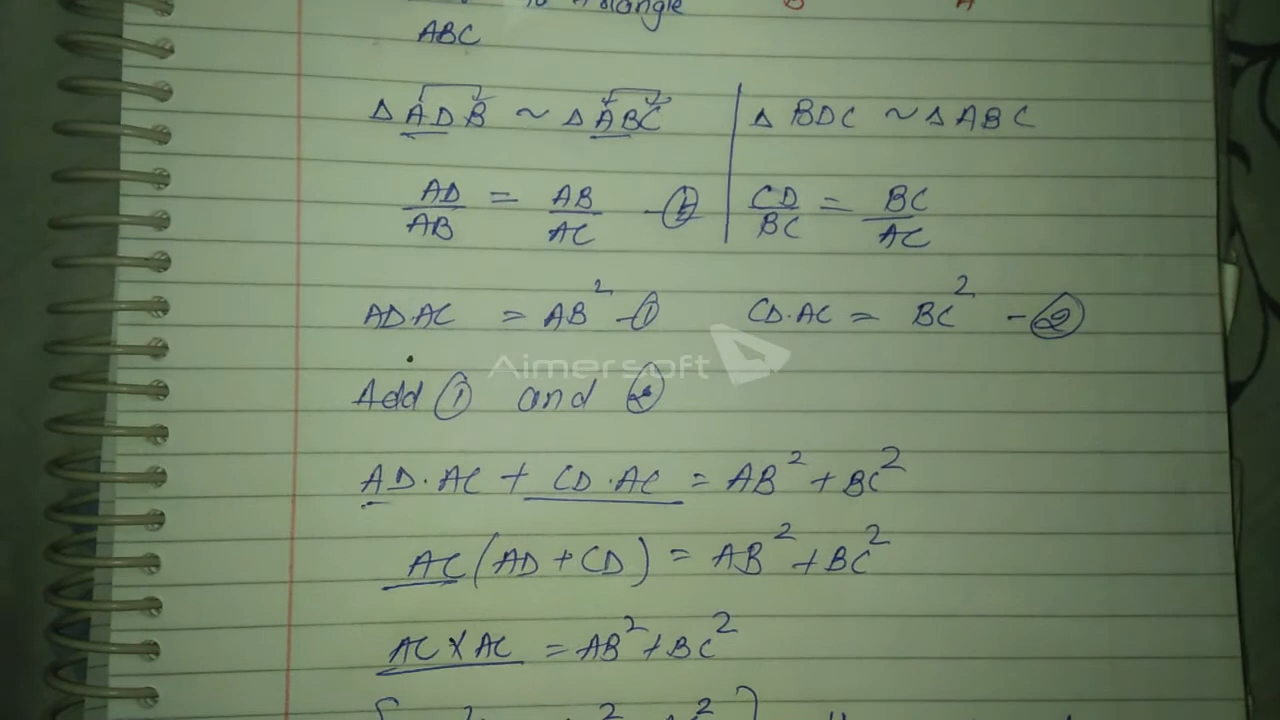 to triangle B A
ABC
Δ ADB ~ Δ ABC | Δ BDC ~ Δ ABC
AD/AB = AB/AC | CD/BC = BC/AC
AD·AC = AB² - ① CD·AC = BC² - ②
Aimersoft
Add ① and ②
AD·AC + CD·AC = AB² + BC²
AC (AD + CD) = AB² + BC²
AC × AC = AB² + BC²